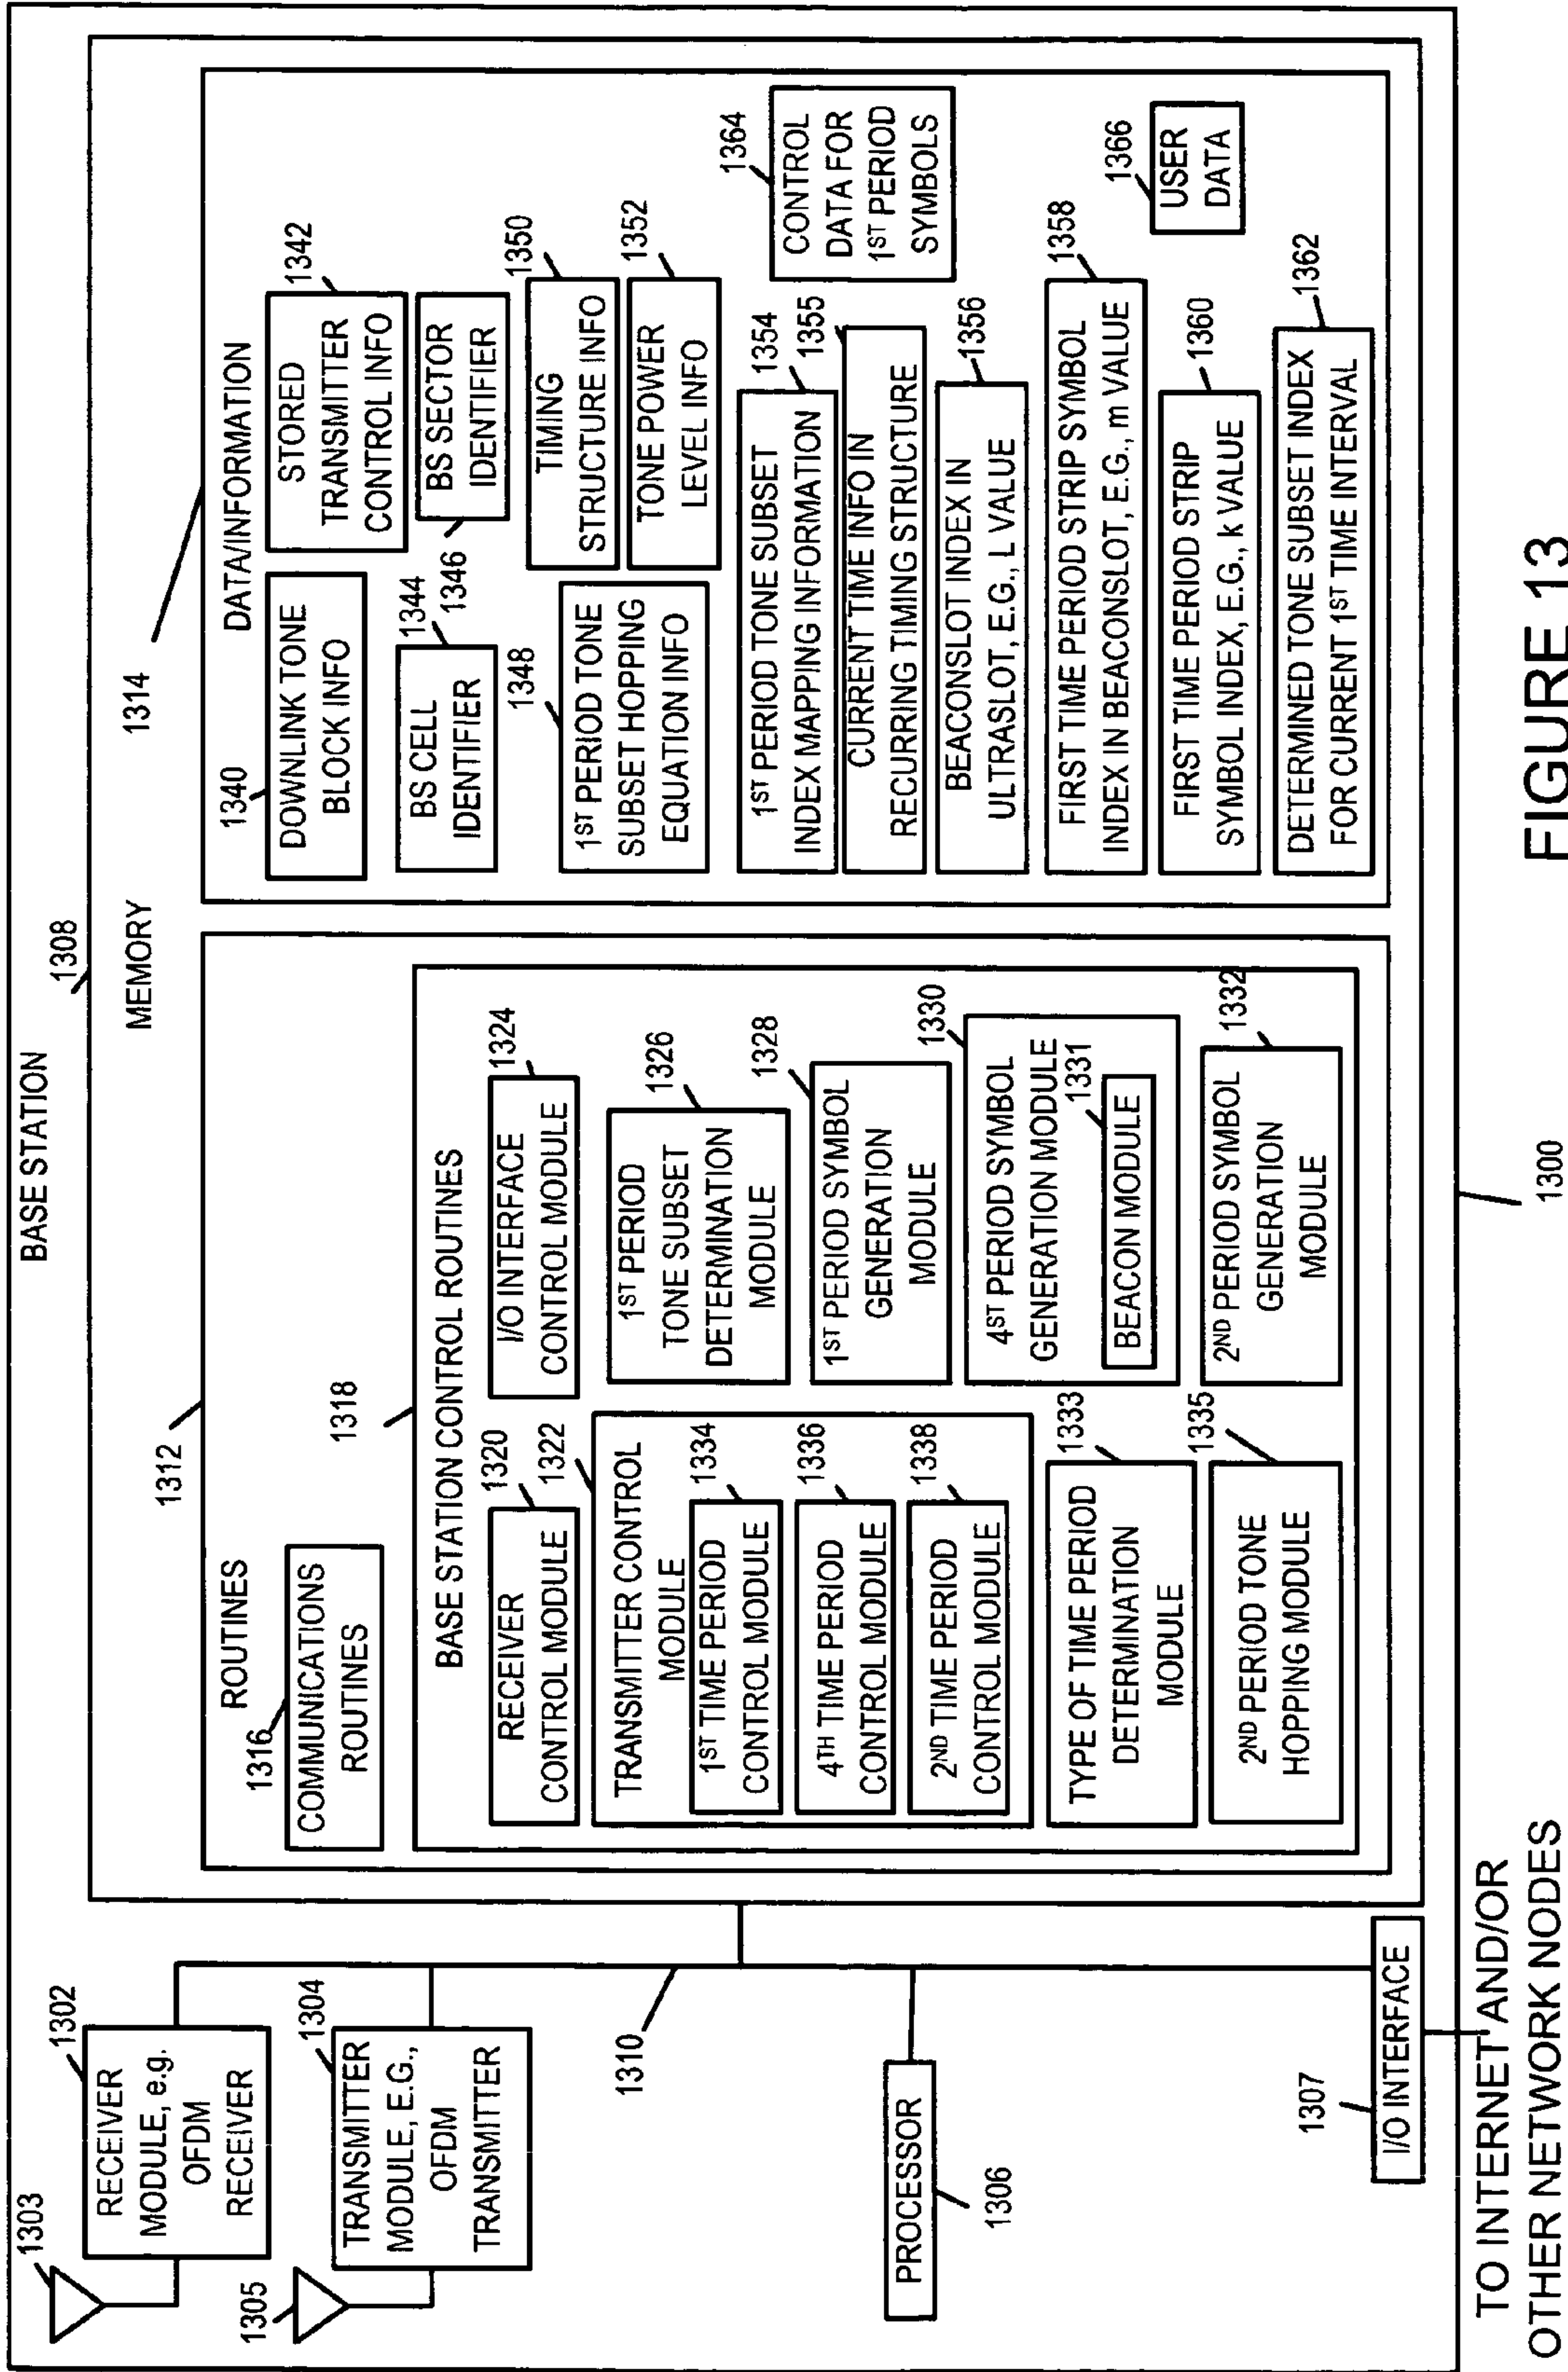 BASE STATION
1308
MEMORY
1303
1302
RECEIVER
MODULE, e.g.
OFDM
RECEIVER
1305
1304
TRANSMITTER
MODULE, E.G.,
OFDM
TRANSMITTER
1310
PROCESSOR
1306
1307
I/O INTERFACE
TO INTERNET AND/OR
OTHER NETWORK NODES
1312
ROUTINES
1316
COMMUNICATIONS
ROUTINES
1318
BASE STATION CONTROL ROUTINES
1320
RECEIVER
CONTROL MODULE
1322
TRANSMITTER CONTROL
MODULE
1334
1ST TIME PERIOD
CONTROL MODULE
1336
4TH TIME PERIOD
CONTROL MODULE
1338
2ND TIME PERIOD
CONTROL MODULE
1333
TYPE OF TIME PERIOD
DETERMINATION
MODULE
1335
2ND PERIOD TONE
HOPPING MODULE
1324
I/O INTERFACE
CONTROL MODULE
1326
1ST PERIOD
TONE SUBSET
DETERMINATION
MODULE
1328
1ST PERIOD SYMBOL
GENERATION
MODULE
1330
4ST PERIOD SYMBOL
GENERATION MODULE
1331
BEACON MODULE
1332
2ND PERIOD SYMBOL
GENERATION
MODULE
1314
DATA/INFORMATION
1340
DOWNLINK TONE
BLOCK INFO
1342
STORED
TRANSMITTER
CONTROL INFO
1344
BS CELL
IDENTIFIER
1346
BS SECTOR
IDENTIFIER
1348
1ST PERIOD TONE
SUBSET HOPPING
EQUATION INFO
1350
TIMING
STRUCTURE INFO
1352
TONE POWER
LEVEL INFO
1354
1ST PERIOD TONE SUBSET
INDEX MAPPING INFORMATION
1355
CURRENT TIME INFO IN
RECURRING TIMING STRUCTURE
1356
BEACONSLOT INDEX IN
ULTRASLOT, E.G., L VALUE
1358
FIRST TIME PERIOD STRIP SYMBOL
INDEX IN BEACONSLOT, E.G., m VALUE
1360
FIRST TIME PERIOD STRIP
SYMBOL INDEX, E.G., k VALUE
1362
DETERMINED TONE SUBSET INDEX
FOR CURRENT 1ST TIME INTERVAL
1364
CONTROL
DATA FOR
1ST PERIOD
SYMBOLS
1366
USER
DATA
1300
FIGURE 13